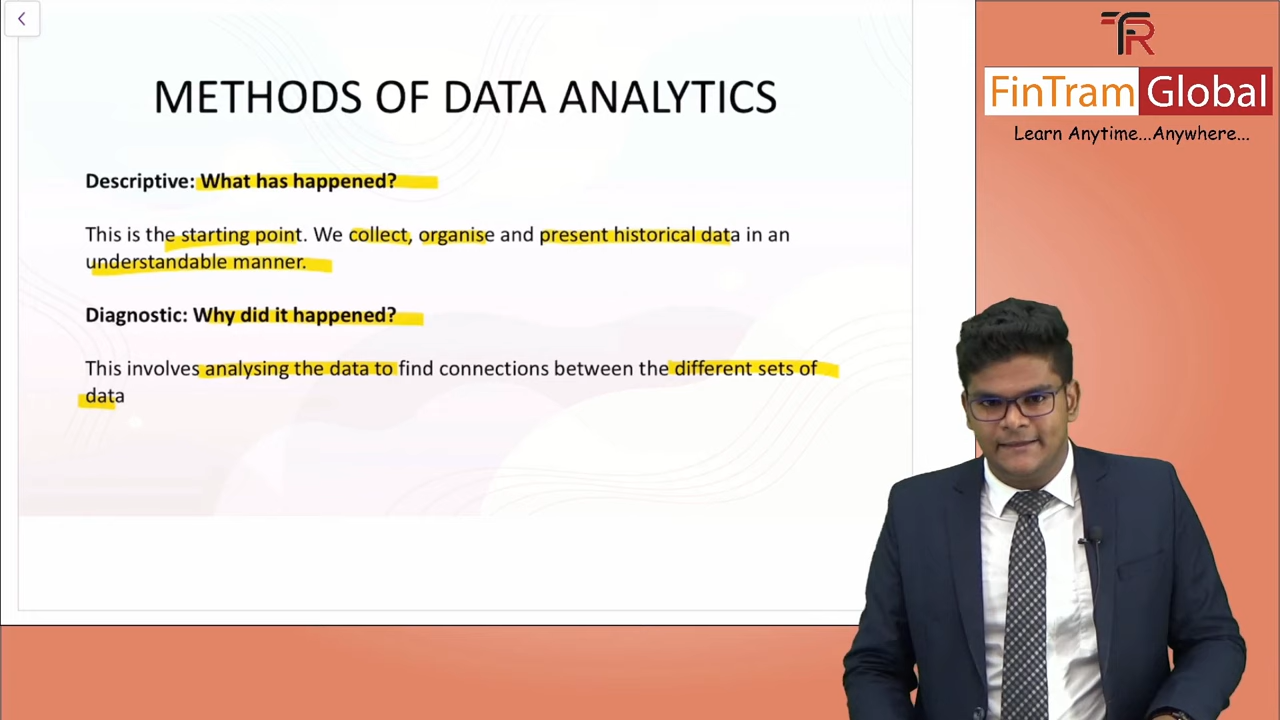 METHODS OF DATA ANALYTICS
Descriptive: What has happened?
This is the starting point. We collect, organise and present historical data in an
understandable manner.
Diagnostic: Why did it happened?
This involves analysing the data to find connections between the different sets of
data
FinTram Global
Learn Anytime...Anywhere...